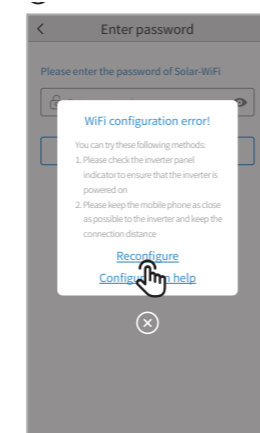 Enter password
Please enter the password of Solar-WiFi
WiFi configuration error!
You can try these following methods:
1. Please check the inverter panel
indicator to ensure that the inverter is
powered on
2. Please keep the mobile phone as close
as possible to the inverter and keep the
connection distance
Reconfigure
help